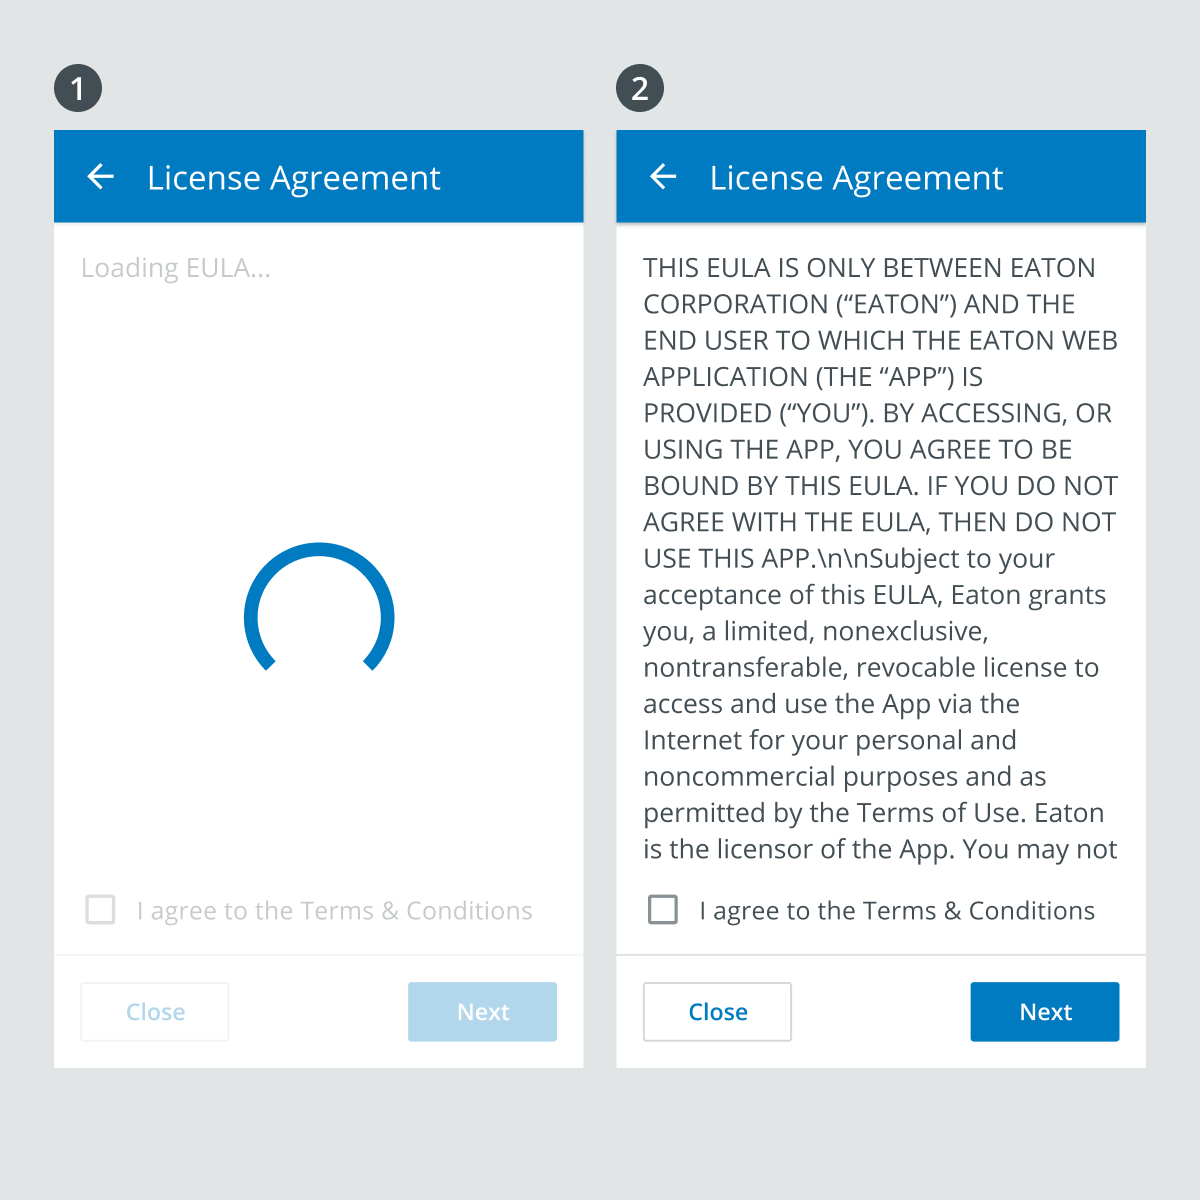 1
License Agreement
Loading EULA...
I agree to the Terms & Conditions
Close
Next
2
License Agreement
THIS EULA IS ONLY BETWEEN EATON
CORPORATION (“EATON”) AND THE
END USER TO WHICH THE EATON WEB
APPLICATION (THE “APP”) IS
PROVIDED (“YOU”). BY ACCESSING, OR
USING THE APP, YOU AGREE TO BE
BOUND BY THIS EULA. IF YOU DO NOT
AGREE WITH THE EULA, THEN DO NOT
USE THIS APP.\n\nSubject to your
acceptance of this EULA, Eaton grants
you, a limited, nonexclusive,
nontransferable, revocable license to
access and use the App via the
Internet for your personal and
noncommercial purposes and as
permitted by the Terms of Use. Eaton
is the licensor of the App. You may not
I agree to the Terms & Conditions
Close
Next